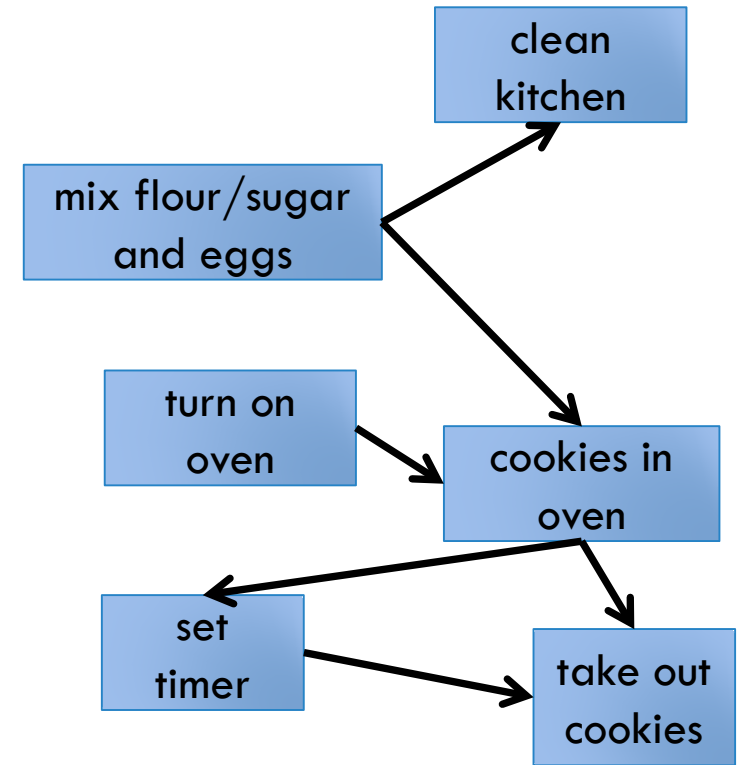 clean
kitchen
mix flour/sugar
and eggs
turn on
oven
cookies in
oven
set
timer
take out
cookies